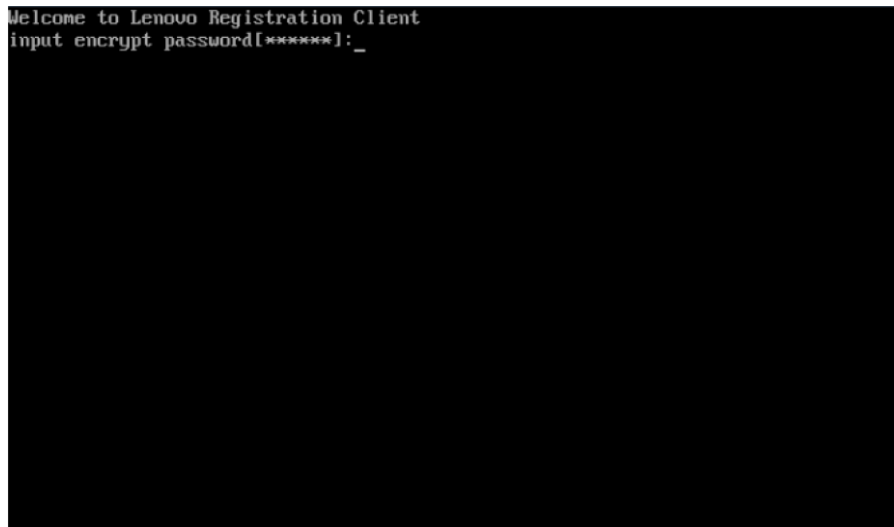 Welcome to Lenovo Registration Client
input encrypt password[******]:_